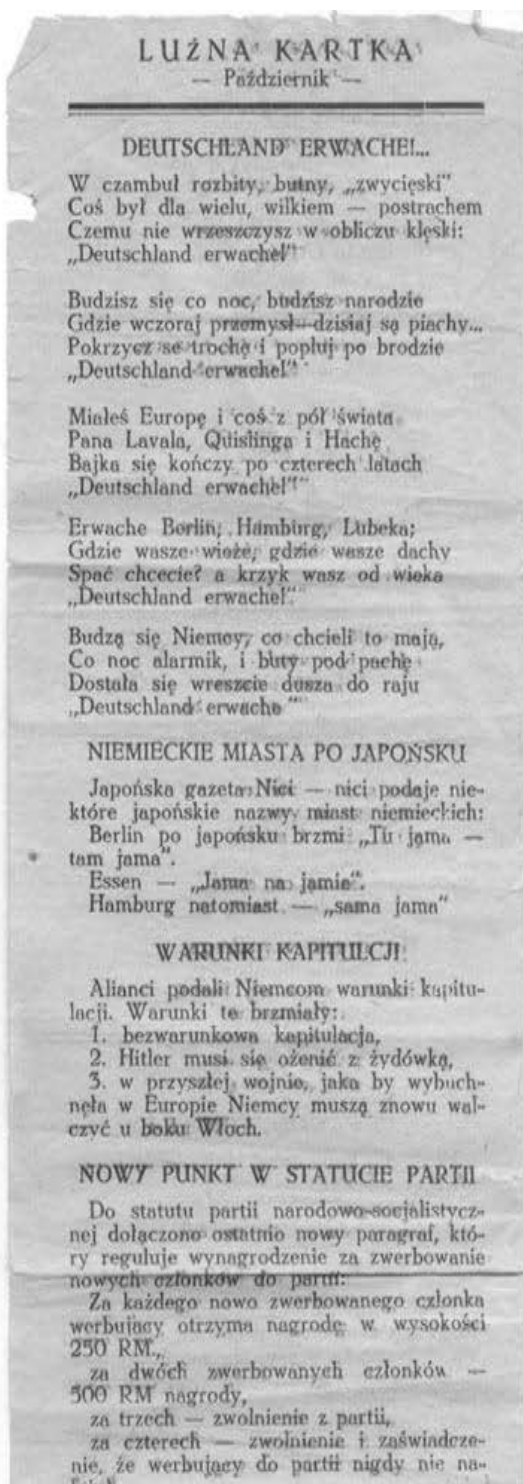 LUŹNA KARTKA
— Październik —
DEUTSCHLAND ERWACHE!...
W czambuł rozbity, butny, „zwycięski"
Coś był dla wielu, wilkiem — postrachem
Czemu nie wrzeszczysz w obliczu klęski:
„Deutschland erwache!"
Budzisz się co noc, budzisz narodzie
Gdzie wczoraj przemysł—dzisiaj są piachy...
Pokrzycz se trochę i popluj po brodzie
„Deutschland erwache!"
Miałeś Europę i coś z pół świata
Pana Lavala, Quislinga i Hachę
Bajka się kończy po czterech latach
„Deutschland erwache!"
Erwache Berlin, Hamburg, Lubeka;
Gdzie wasze wieże, gdzie wasze dachy
Spać chcecie? a krzyk wasz od wieka
„Deutschland erwache!"
Budzą się Niemcy, co chcieli to mają,
Co noc alarmik, i buty pod pachę
Dostała się wreszcie dusza do raju
„Deutschland erwache "
NIEMIECKIE MIASTA PO JAPOŃSKU
Japońska gazeta Nici — nici podaje nie-
które japońskie nazwy miast niemieckich:
Berlin po japońsku brzmi „Tu jama —
tam jama".
Essen — „Jama na jamie".
Hamburg natomiast — „sama jama"
WARUNKI KAPITULCJI
Alianci podali Niemcom warunki kapitu-
lacji. Warunki te brzmiały:
1. bezwarunkowa kapitulacja,
2. Hitler musi się ożenić z żydówką,
3. w przyszłej wojnie, jaka by wybuch-
nęła w Europie Niemcy muszą znowu wal-
czyć u boku Włoch.
NOWY PUNKT W STATUCIE PARTII
Do statutu partii narodowo-socjalistycz-
nej dołączono ostatnio nowy paragraf, któ-
ry reguluje wynagrodzenie za zwerbowanie
nowych członków do partii:
Za każdego nowo zwerbowanego członka
werbujący otrzyma nagrodę w wysokości
250 RM.,
za dwóch zwerbowanych członków —
500 RM nagrody,
za trzech — zwolnienie z partii,
za czterech — zwolnienie i zaświadcze-
nie, że werbujący do partii nigdy nie na-